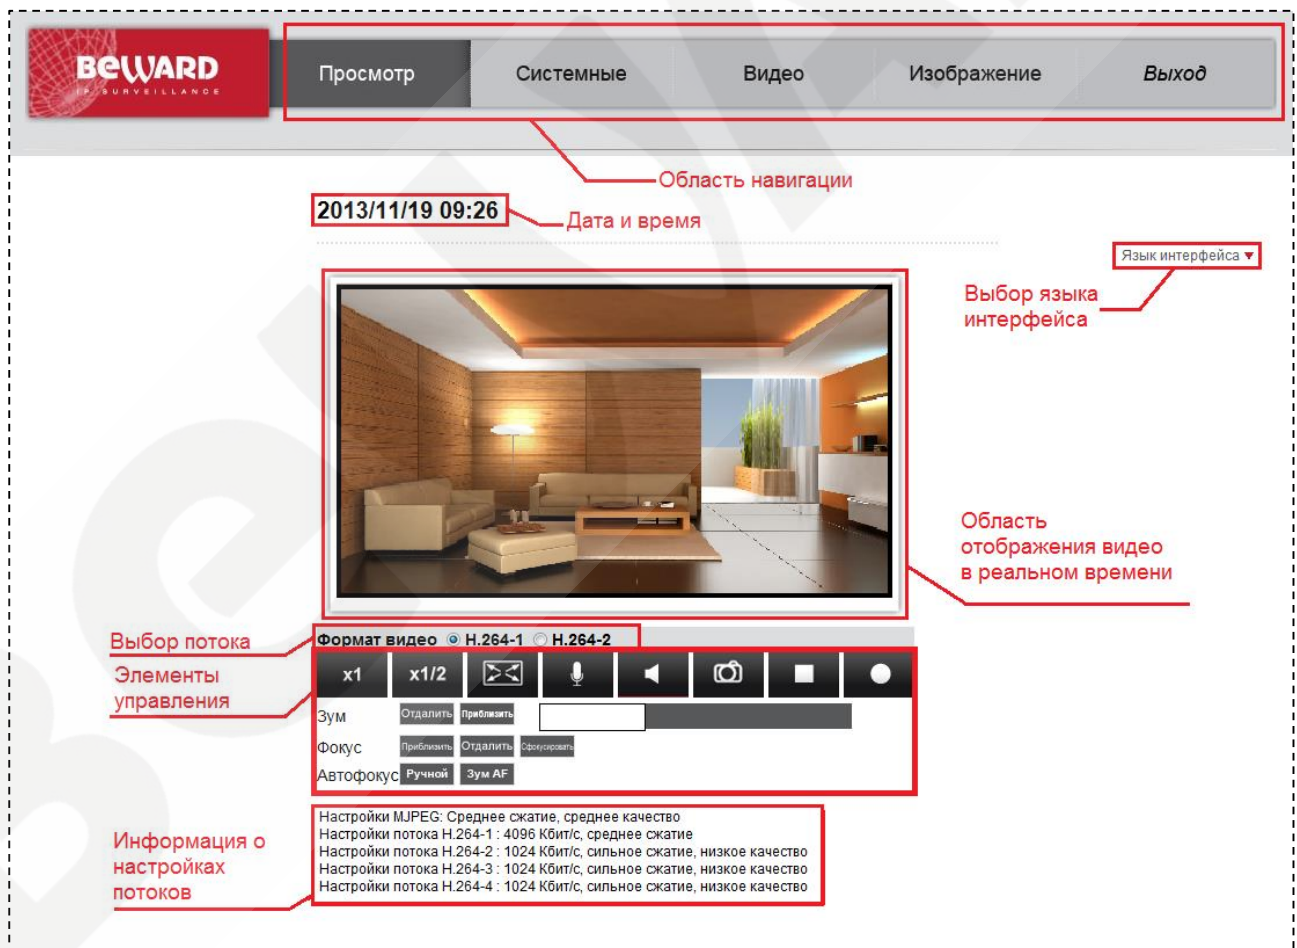 BEWARD
IP SURVEILLANCE
Просмотр
Системные
Видео
Изображение
Выход
Область навигации
2013/11/19 09:26
Дата и время
Язык интерфейса
Выбор языка
интерфейса
Область
отображения видео
в реальном времени
Выбор потока
Формат видео H.264-1 H.264-2
Элементы
управления
x1 x1/2
Зум Отдалить Приблизить
Фокус Приблизить Отдалить Сфокусировать
Автофокус Ручной Зум AF
Информация о
настройках
потоков
Настройки MJPEG: Среднее сжатие, среднее качество
Настройки потока H.264-1 : 4096 Кбит/с, среднее сжатие
Настройки потока H.264-2 : 1024 Кбит/с, сильное сжатие, низкое качество
Настройки потока H.264-3 : 1024 Кбит/с, сильное сжатие, низкое качество
Настройки потока H.264-4 : 1024 Кбит/с, сильное сжатие, низкое качество